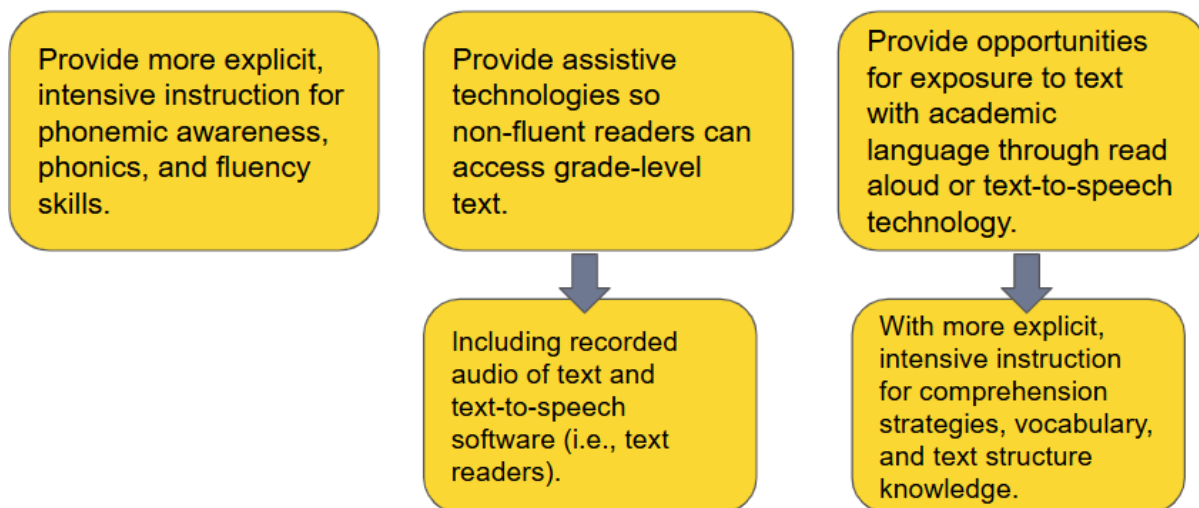 Provide more explicit,
intensive instruction for
phonemic awareness,
phonics, and fluency
skills.
Provide assistive
technologies so
non-fluent readers can
access grade-level
text.
Including recorded
audio of text and
text-to-speech
software (i.e., text
readers).
Provide opportunities
for exposure to text
with academic
language through read
aloud or text-to-speech
technology.
With more explicit,
intensive instruction
for comprehension
strategies, vocabulary,
and text structure
knowledge.